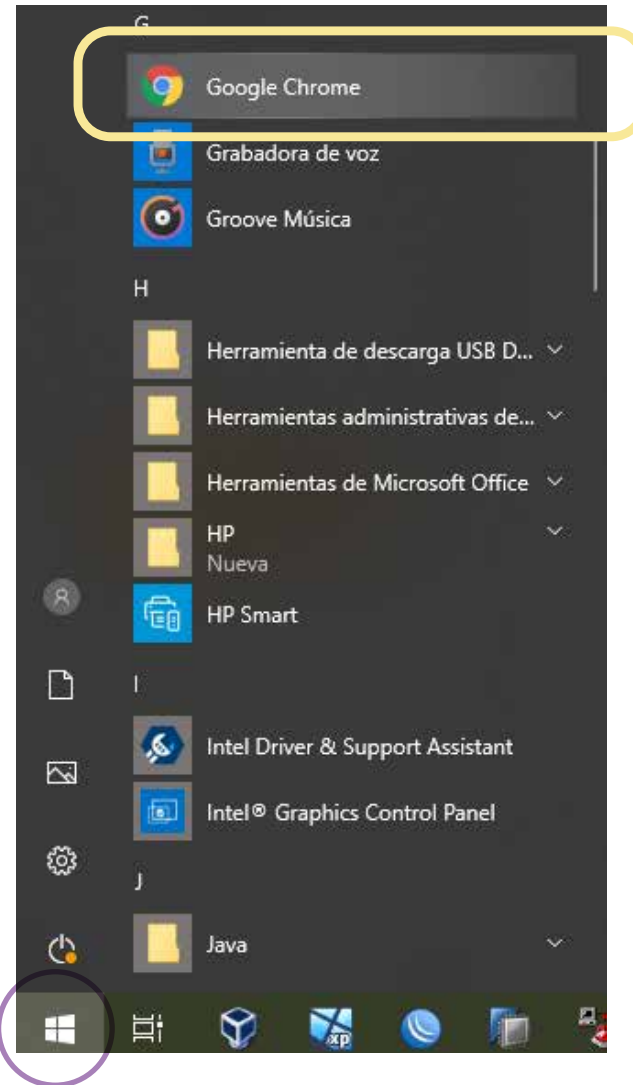 G
Google Chrome
Grabadora de voz
Groove Música
H
Herramienta de descarga USB D...
Herramientas administrativas de...
Herramientas de Microsoft Office
HP
Nueva
HP Smart
I
Intel Driver & Support Assistant
Intel® Graphics Control Panel
J
Java
xp